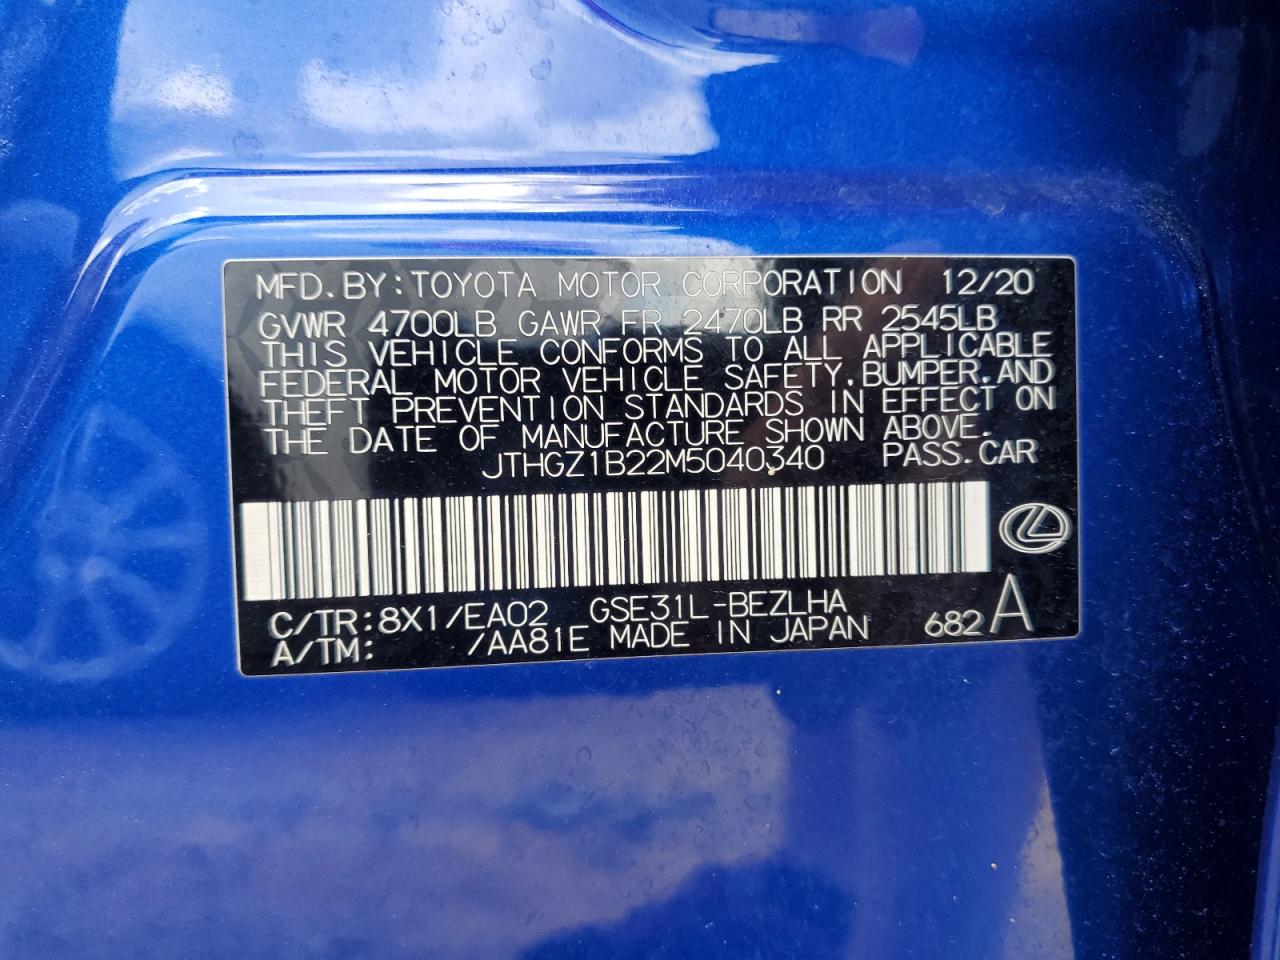 MFD. BY: TOYOTA MOTOR CORPORATION 12/20
GVWR 4700LB GAWR FR 2470LB RR 2545LB
THIS VEHICLE CONFORMS TO ALL APPLICABLE
FEDERAL MOTOR VEHICLE SAFETY, BUMPER, AND
THEFT PREVENTION STANDARDS IN EFFECT ON
THE DATE OF MANUFACTURE SHOWN ABOVE.
JTHGZ1B22M5040340 PASS. CAR
C/TR: 8X1/EA02 GSE31L-BEZLHA
A/TM: /AA81E MADE IN JAPAN 682 A